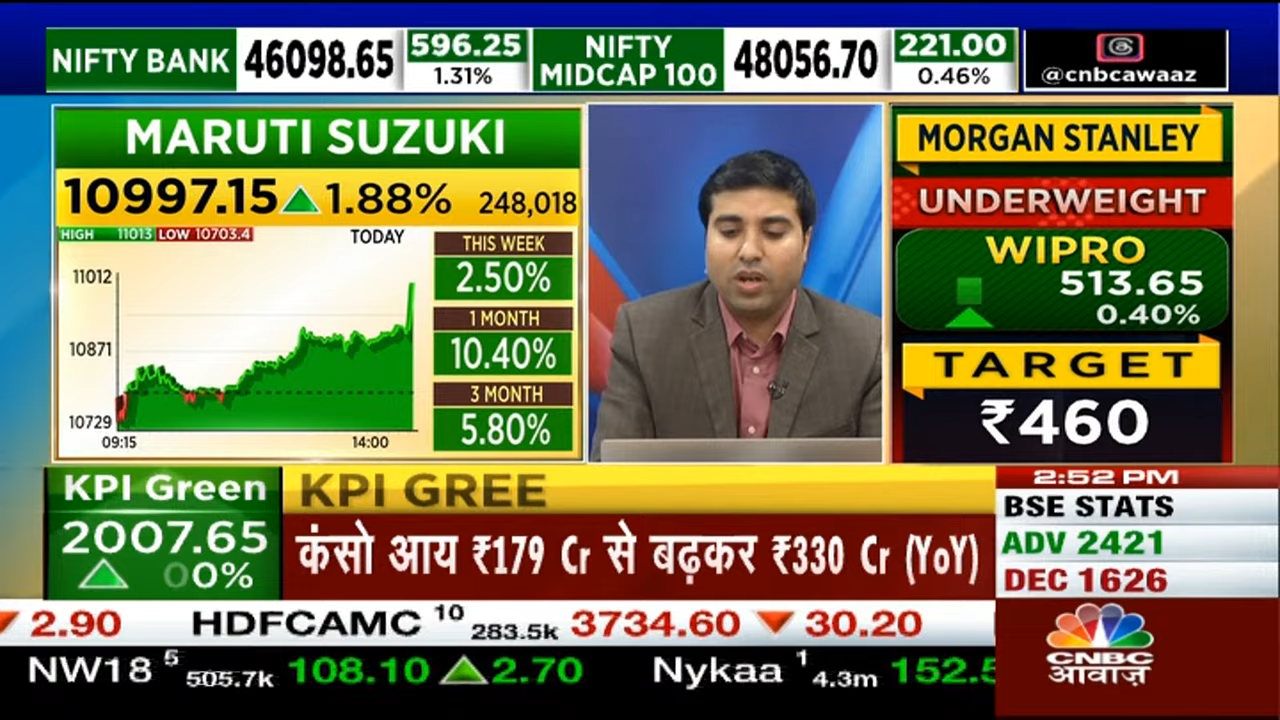 NIFTY BANK 46098.65 596.25 1.31%
NIFTY MIDCAP 100 48056.70 221.00 0.46%
@cnbcawaaz
MARUTI SUZUKI
10997.15 1.88% 248,018
HIGH 11013 LOW 10703.4 TODAY
11012
10871
10729
09:15 14:00
THIS WEEK
2.50%
1 MONTH
10.40%
3 MONTH
5.80%
MORGAN STANLEY
UNDERWEIGHT
WIPRO
513.65
0.40%
TARGET
₹460
KPI Green
2007.65
KPI GREE
कंसो आय ₹179 Cr से बढ़कर ₹330 Cr (YoY)
2:52 PM
BSE STATS
ADV 2421
DEC 1626
2.90 HDFCAMC 10 283.5k 3734.60 30.20
NW18 5 505.7k 108.10 2.70 Nykaa 1 4.3m 152.5
CNBC
आवाज़